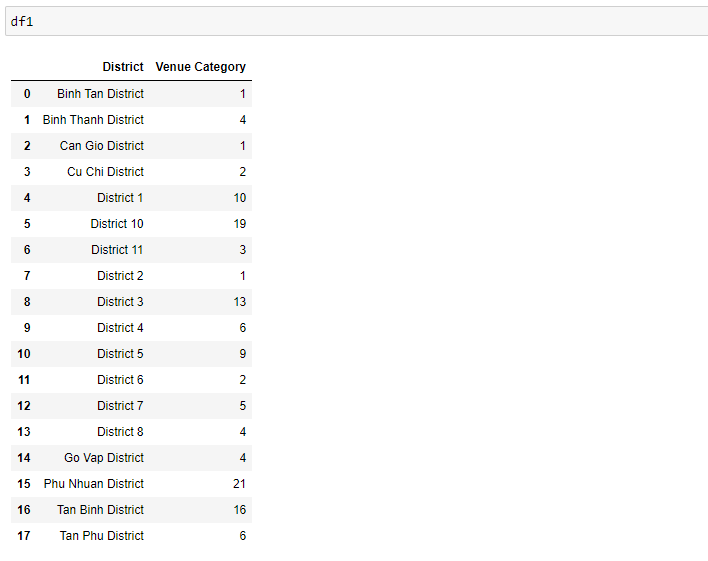 df1
District Venue Category
0 Binh Tan District 1
1 Binh Thanh District 4
2 Can Gio District 1
3 Cu Chi District 2
4 District 1 10
5 District 10 19
6 District 11 3
7 District 2 1
8 District 3 13
9 District 4 6
10 District 5 9
11 District 6 2
12 District 7 5
13 District 8 4
14 Go Vap District 4
15 Phu Nhuan District 21
16 Tan Binh District 16
17 Tan Phu District 6